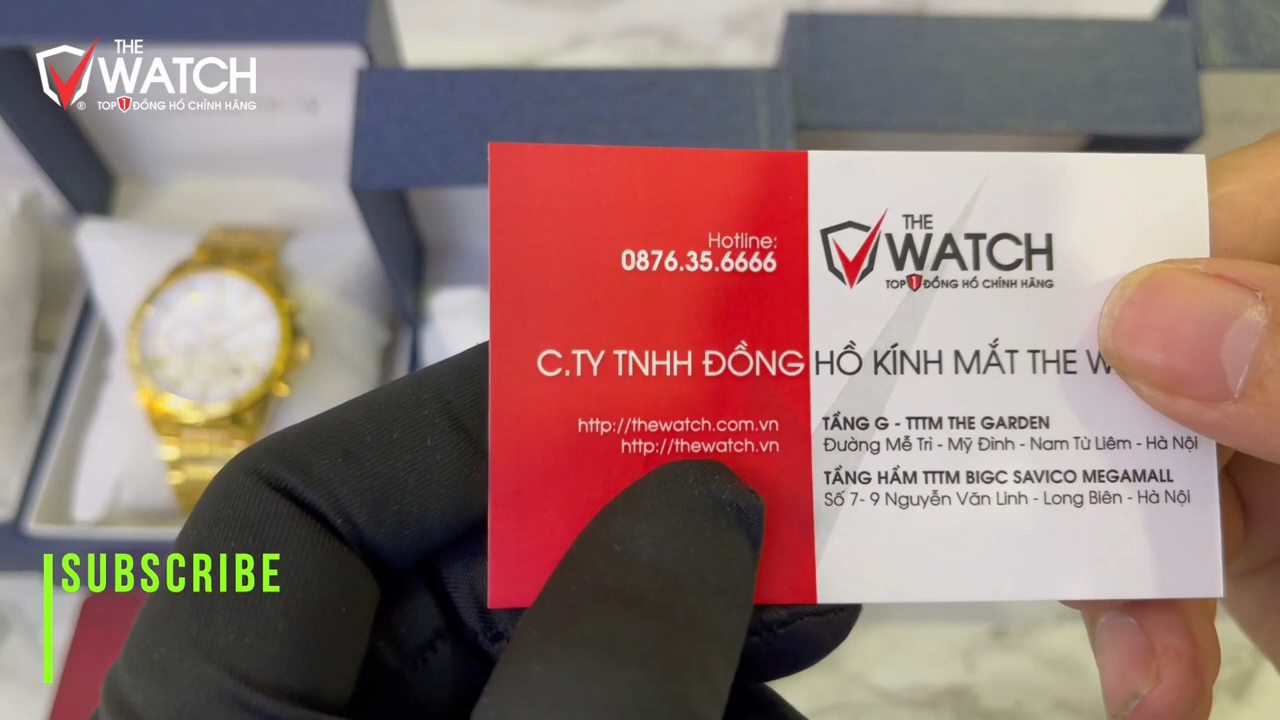 THE
WATCH
®
TOP 1 ĐỒNG HỒ CHÍNH HÃNG
Hotline:
0876.35.6666
THE
WATCH
TOP 1 ĐỒNG HỒ CHÍNH HÃNG
C.TY TNHH ĐỒNG HỒ KÍNH MẮT THE
http://thewatch.com.vn
http://thewatch.vn
TẦNG G - TTTM THE GARDEN
Đường Mễ Trì - Mỹ Đình - Nam Từ Liêm - Hà Nội
TẦNG HẦM TTTM BIGC SAVICO MEGAMALL
Số 7- 9 Nguyễn Văn Linh - Long Biên - Hà Nội
SUBSCRIBE